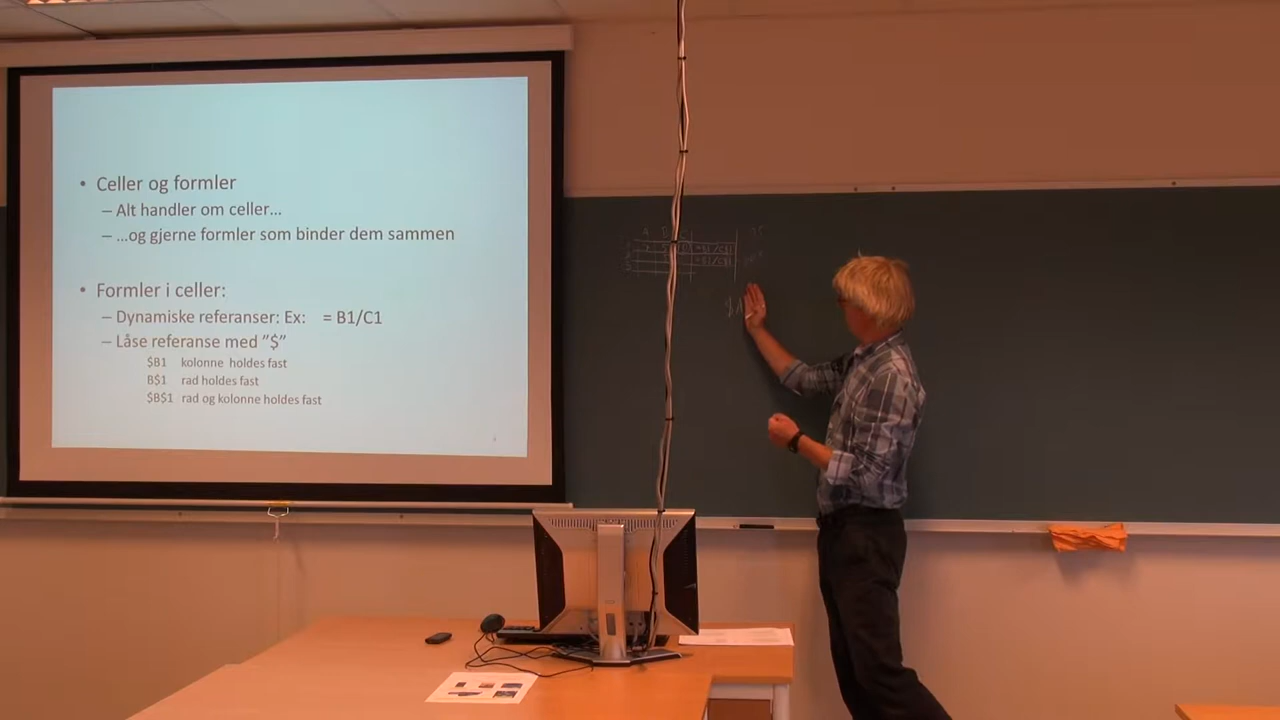 • Celler og formler
– Alt handler om celler...
– ...og gjerne formler som binder dem sammen
• Formler i celler:
– Dynamiske referanser: Ex: = B1/C1
– Låse referanse med ”$”
$B1 kolonne holdes fast
B$1 rad holdes fast
$B$1 rad og kolonne holdes fast